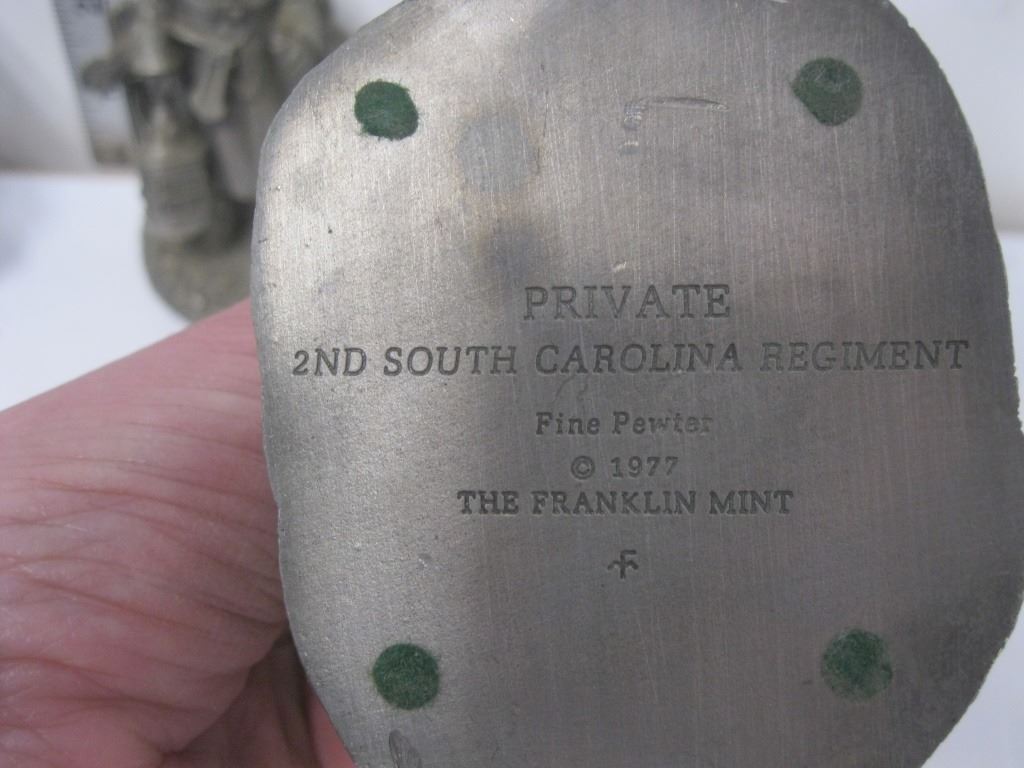 PRIVATE
2ND SOUTH CAROLINA REGIMENT
Fine Pewter
© 1977
THE FRANKLIN MINT